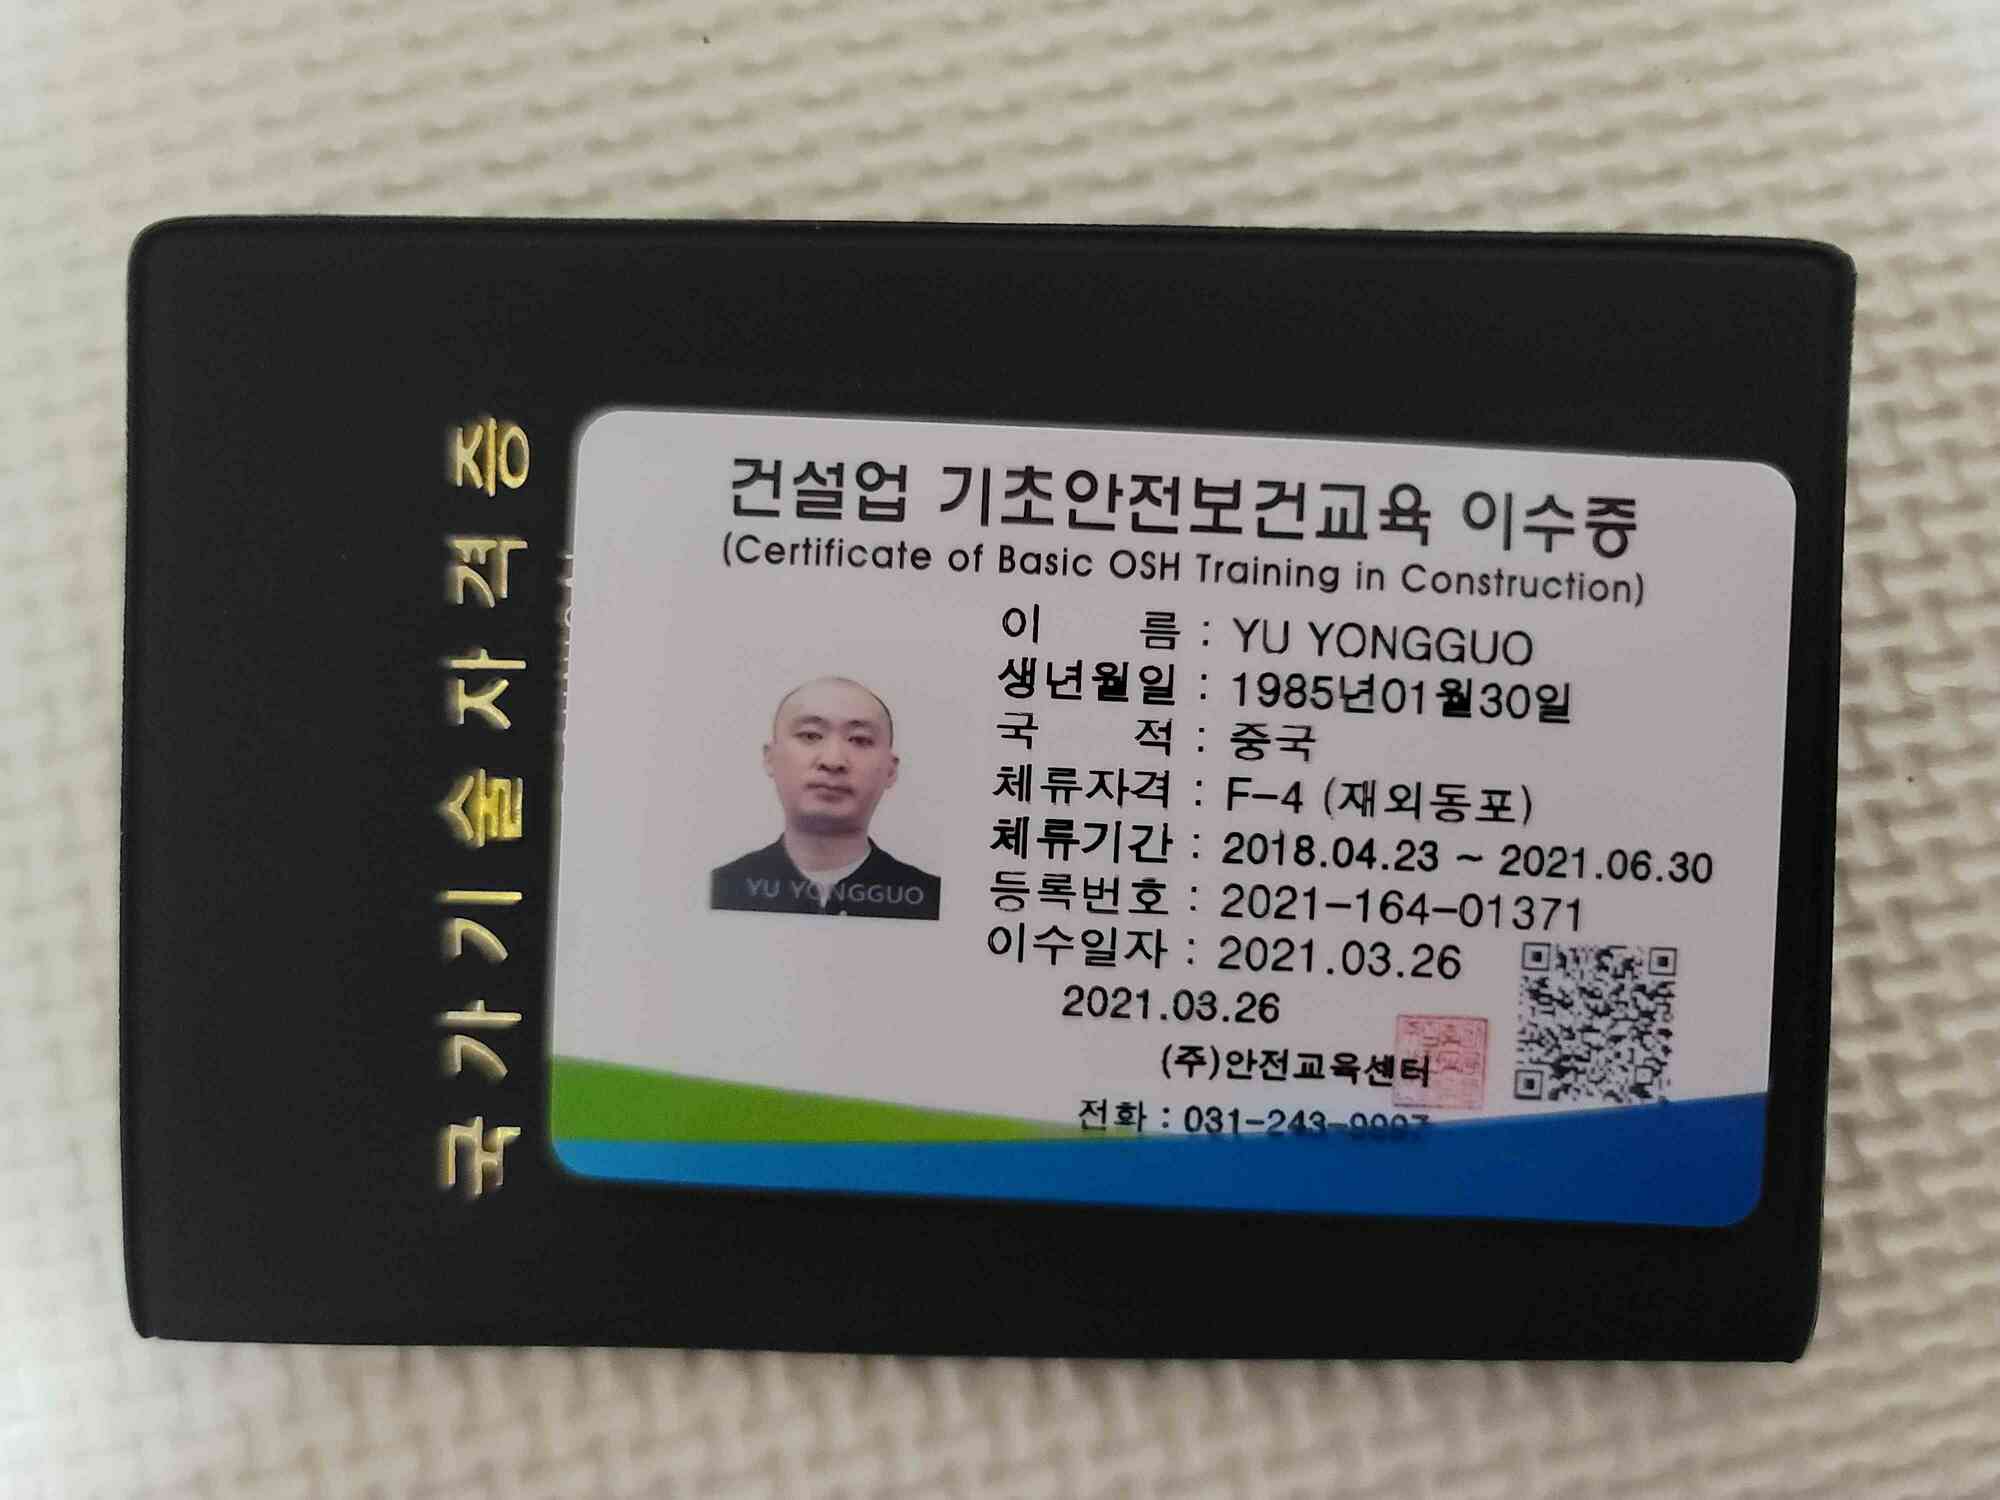 국가기술자격증
건설업 기초안전보건교육 이수증
(Certificate of Basic OSH Training in Construction)
이 름 : YU YONGGUO
생년월일 : 1985년01월30일
국 적 : 중국
체류자격 : F-4 (재외동포)
체류기간 : 2018.04.23 ~ 2021.06.30
등록번호 : 2021-164-01371
이수일자 : 2021.03.26
2021.03.26
(주)안전교육센터
전화 : 031-243-
YU YONGGUO